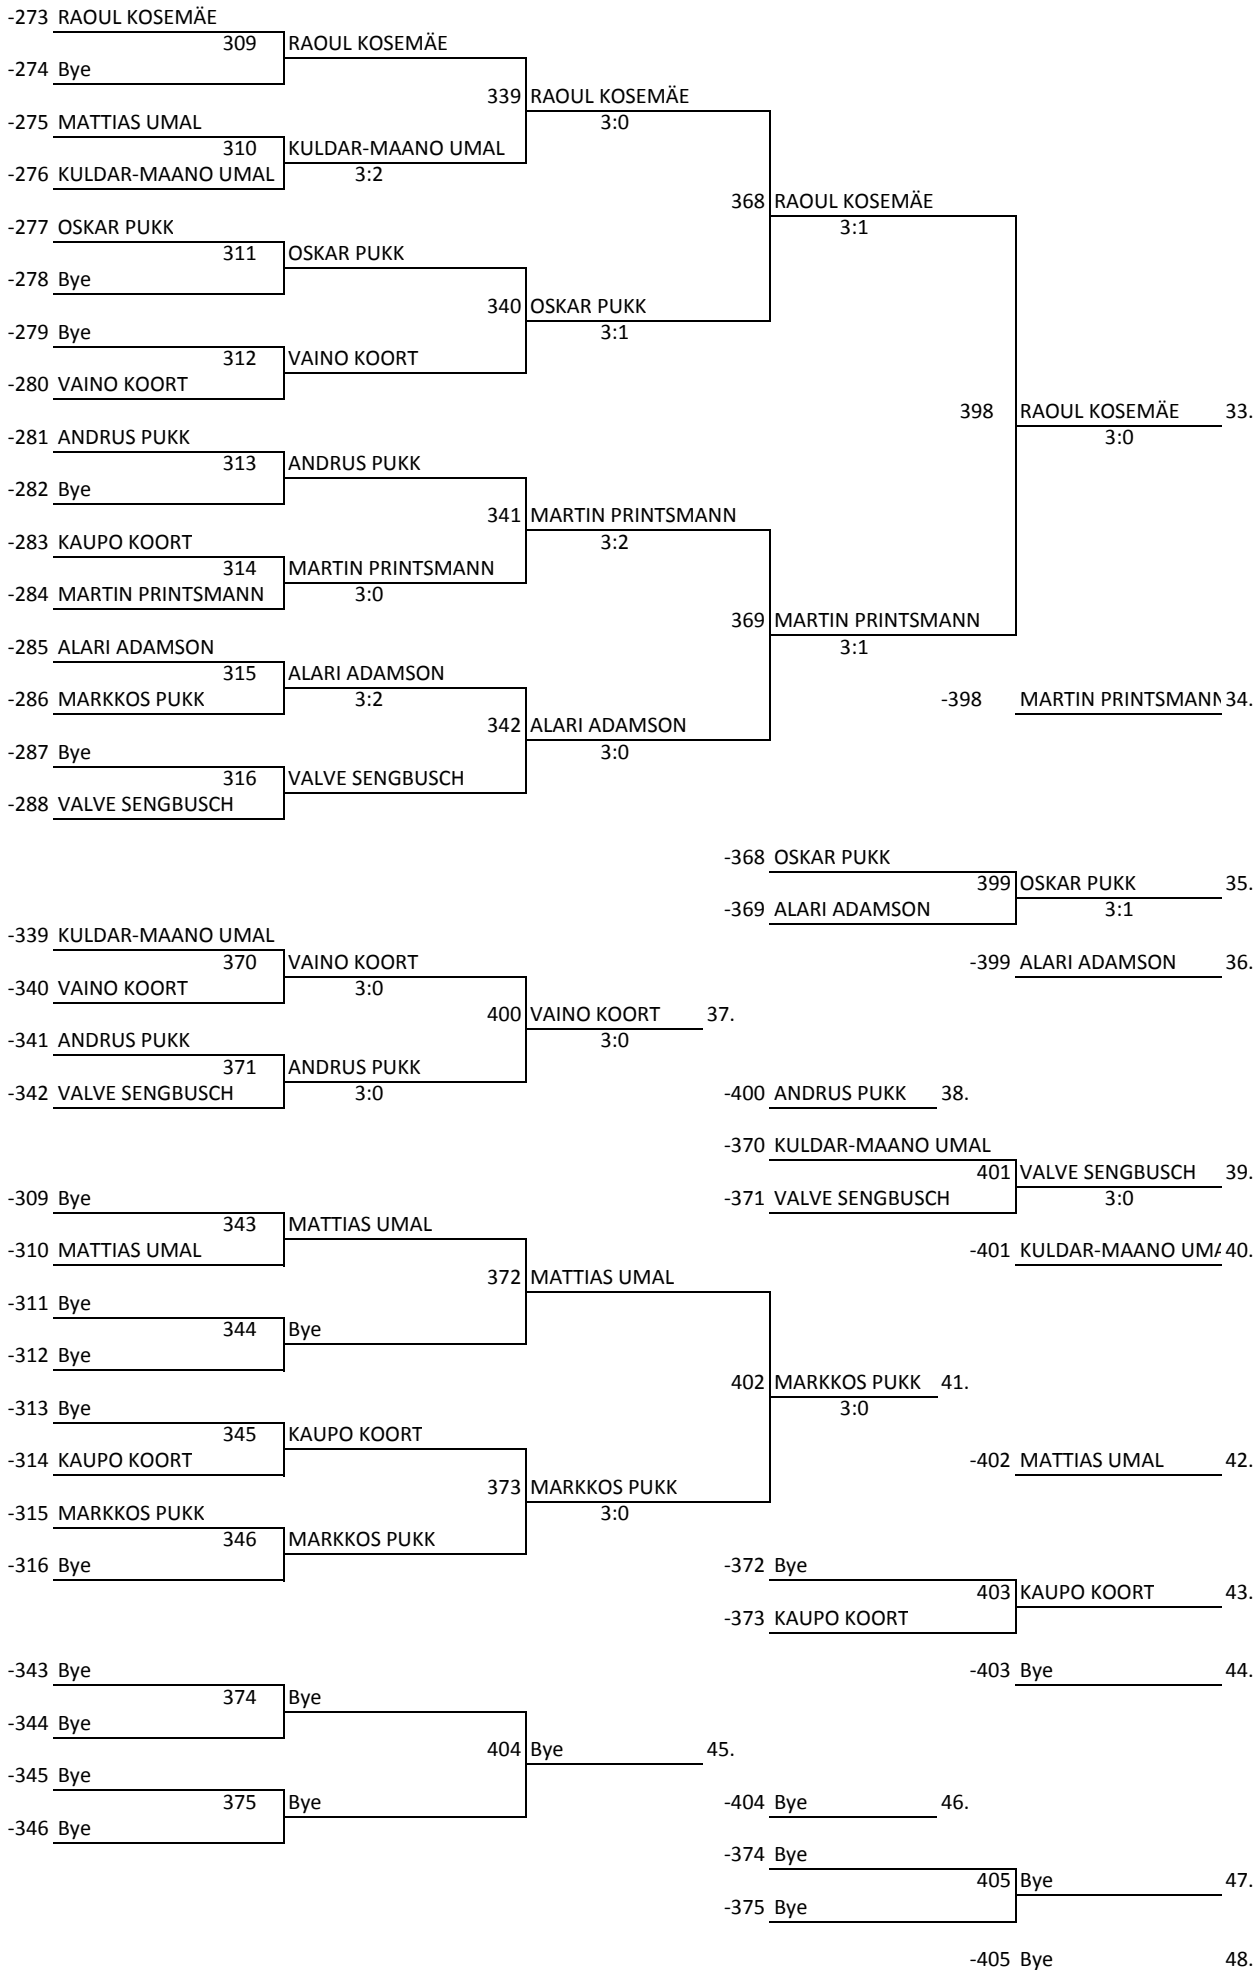 -273 RAOUL KOSEMÄE
309 RAOUL KOSEMÄE
-274 Bye
339 RAOUL KOSEMÄE
-275 MATTIAS UMAL 3:0
310 KULDAR-MAANO UMAL
-276 KULDAR-MAANO UMAL 3:2
368 RAOUL KOSEMÄE
-277 OSKAR PUKK 3:1
311 OSKAR PUKK
-278 Bye
340 OSKAR PUKK
-279 Bye 3:1
312 VAINO KOORT
-280 VAINO KOORT
398 RAOUL KOSEMÄE 33.
-281 ANDRUS PUKK 3:0
313 ANDRUS PUKK
-282 Bye
341 MARTIN PRINTSMANN
-283 KAUPO KOORT 3:2
314 MARTIN PRINTSMANN
-284 MARTIN PRINTSMANN 3:0
369 MARTIN PRINTSMANN
-285 ALARI ADAMSON 3:1
315 ALARI ADAMSON
-286 MARKKOS PUKK 3:2 -398 MARTIN PRINTSMANN 34.
342 ALARI ADAMSON
-287 Bye 3:0
316 VALVE SENGBUSCH
-288 VALVE SENGBUSCH
-368 OSKAR PUKK
399 OSKAR PUKK 35.
-369 ALARI ADAMSON 3:1
-339 KULDAR-MAANO UMAL
370 VAINO KOORT -399 ALARI ADAMSON 36.
-340 VAINO KOORT 3:0
400 VAINO KOORT 37.
-341 ANDRUS PUKK 3:0
371 ANDRUS PUKK
-342 VALVE SENGBUSCH 3:0 -400 ANDRUS PUKK 38.
-370 KULDAR-MAANO UMAL
401 VALVE SENGBUSCH 39.
-309 Bye -371 VALVE SENGBUSCH 3:0
343 MATTIAS UMAL
-310 MATTIAS UMAL -401 KULDAR-MAANO UMA 40.
372 MATTIAS UMAL
-311 Bye
344 Bye
-312 Bye
402 MARKKOS PUKK 41.
-313 Bye 3:0
345 KAUPO KOORT
-314 KAUPO KOORT -402 MATTIAS UMAL 42.
373 MARKKOS PUKK
-315 MARKKOS PUKK 3:0
346 MARKKOS PUKK
-316 Bye -372 Bye
403 KAUPO KOORT 43.
-373 KAUPO KOORT
-343 Bye -403 Bye 44.
374 Bye
-344 Bye
404 Bye 45.
-345 Bye
375 Bye -404 Bye 46.
-346 Bye
-374 Bye
405 Bye 47.
-375 Bye
-405 Bye 48.